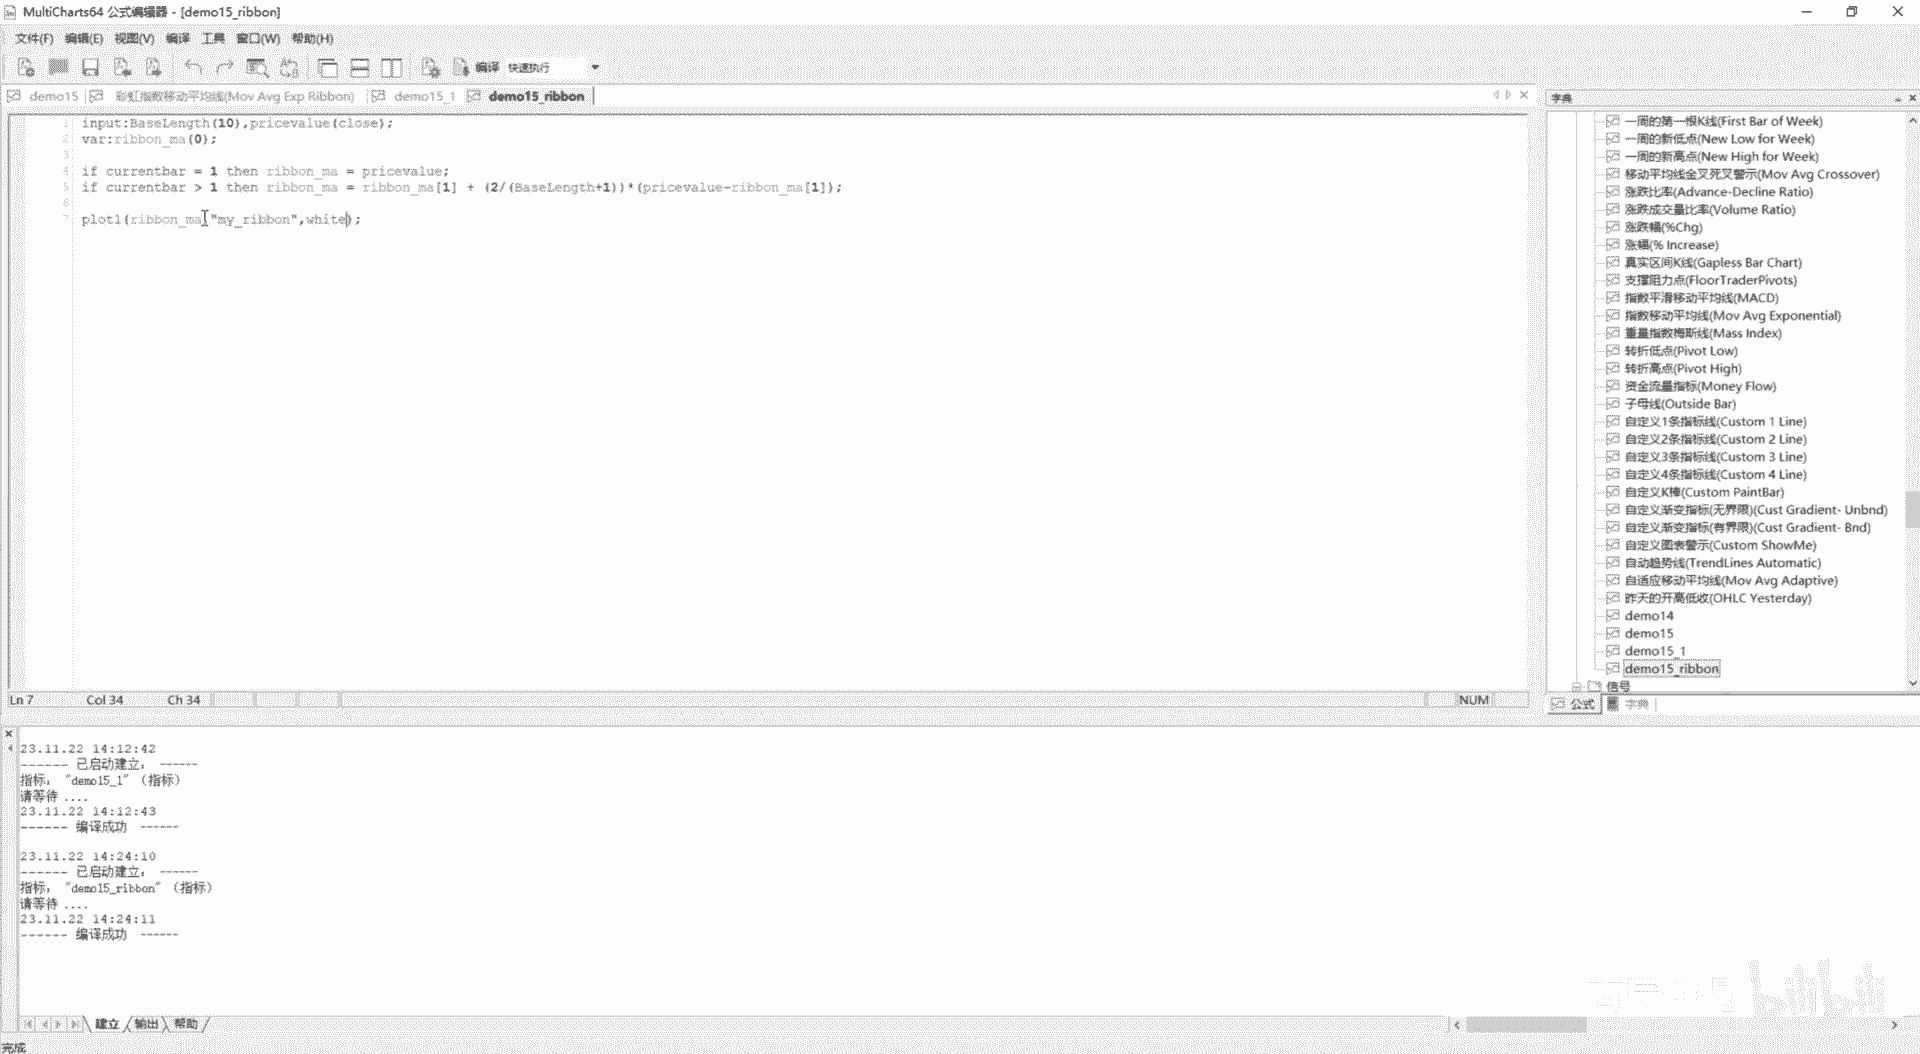 MultiCharts64 公式编辑器 - [demo15_ribbon]
文件(F) 编辑(E) 视图(V) 编译 工具 窗口(W) 帮助(H)
编译 快速执行
demo15 彩虹指数移动平均线(Mov Avg Exp Ribbon) demo15_1 demo15_ribbon
1 input:BaseLength(10),pricevalue(close);
2 var:ribbon_ma(0);
3
4 if currentbar = 1 then ribbon_ma = pricevalue;
5 if currentbar > 1 then ribbon_ma = ribbon_ma[1] + (2/(BaseLength+1))*(pricevalue-ribbon_ma[1]);
6
7 plot1(ribbon_ma,"my_ribbon",white);
Ln 7 Col 34 Ch 34 NUM
字典
一周的第一根K线(First Bar of Week)
一周的新低点(New Low for Week)
一周的新高点(New High for Week)
移动平均线金叉死叉警示(Mov Avg Crossover)
涨跌比率(Advance-Decline Ratio)
涨跌成交量比率(Volume Ratio)
涨跌幅(%Chg)
涨幅(% Increase)
真实区间K线(Gapless Bar Chart)
支撑阻力点(FloorTraderPivots)
指数平滑移动平均线(MACD)
指数移动平均线(Mov Avg Exponential)
重量指数梅斯线(Mass Index)
转折低点(Pivot Low)
转折高点(Pivot High)
资金流量指标(Money Flow)
子母线(Outside Bar)
自定义1条指标线(Custom 1 Line)
自定义2条指标线(Custom 2 Line)
自定义3条指标线(Custom 3 Line)
自定义4条指标线(Custom 4 Line)
自定义K棒(Custom PaintBar)
自定义渐变指标(无界限)(Cust Gradient- Unbnd)
自定义渐变指标(有界限)(Cust Gradient- Bnd)
自定义图表警示(Custom ShowMe)
自动趋势线(TrendLines Automatic)
自适应移动平均线(Mov Avg Adaptive)
昨天的开高低收(OHLC Yesterday)
demo14
demo15
demo15_1
demo15_ribbon
信号
公式 字典
23.11.22 14:12:42
------ 已启动建立： ------
指标： "demo15_1" （指标）
请等待 ....
23.11.22 14:12:43
------ 编译成功 ------
23.11.22 14:24:10
------ 已启动建立： ------
指标： "demo15_ribbon" （指标）
请等待 ....
23.11.22 14:24:11
------ 编译成功 ------
建立 输出 帮助
完成
bilibili